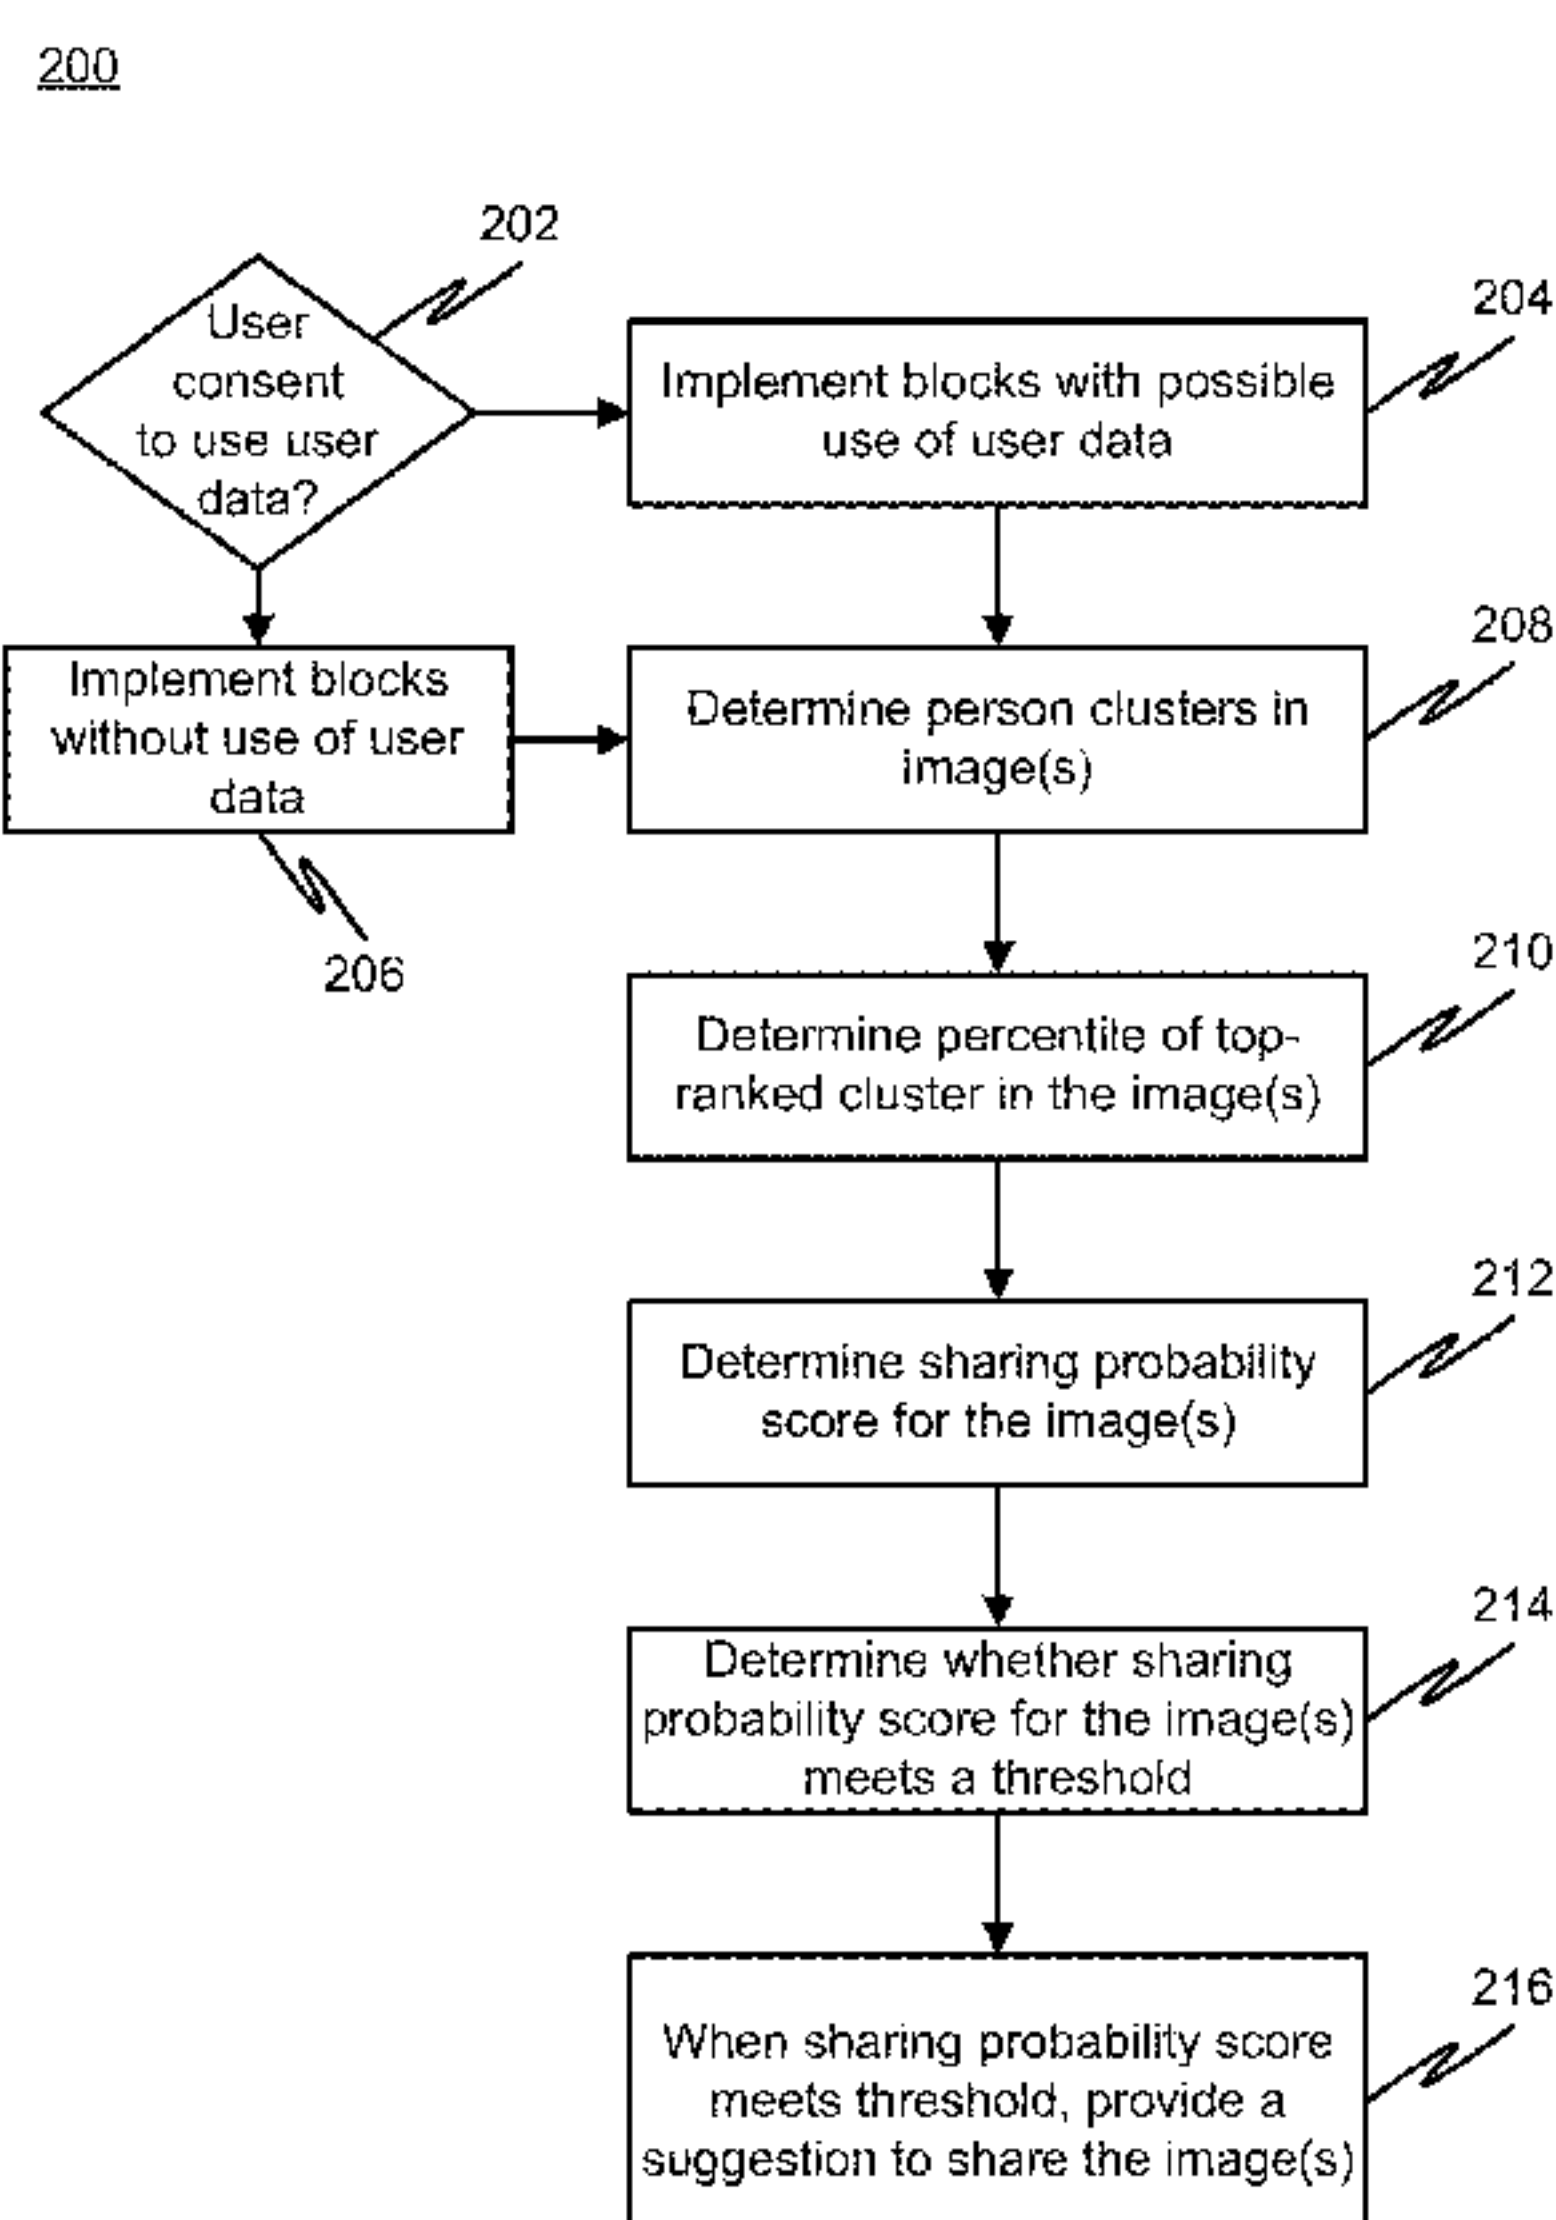 200
202
User
consent
to use user
data?
204
Implement blocks with possible
use of user data
Implement blocks
without use of user
data
206
208
Determine person clusters in
image(s)
210
Determine percentile of top-
ranked cluster in the image(s)
212
Determine sharing probability
score for the image(s)
214
Determine whether sharing
probability score for the image(s)
meets a threshold
216
When sharing probability score
meets threshold, provide a
suggestion to share the image(s)